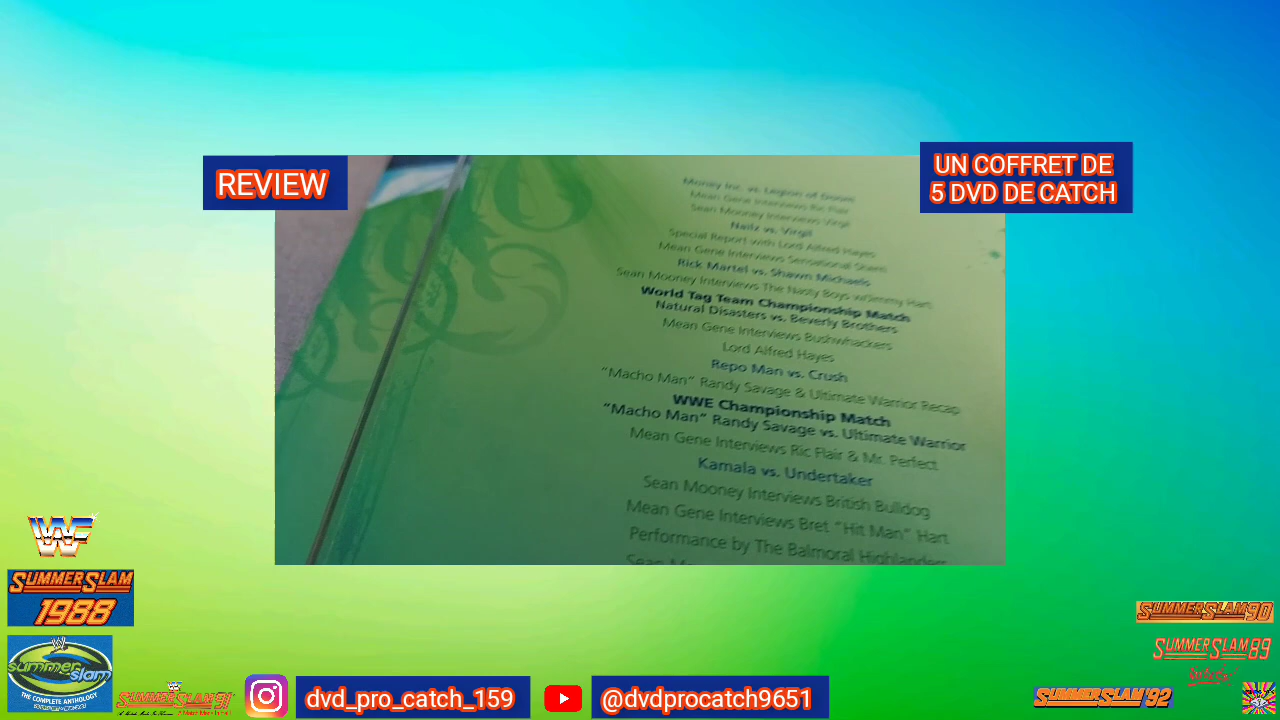 REVIEW
UN COFFRET DE
5 DVD DE CATCH
Money Inc. vs. Legion of Doom
Mean Gene Interviews Ric Flair
Sean Mooney Interviews Virgil
Nailz vs. Virgil
Special Report with Lord Alfred Hayes
Mean Gene Interviews Sensational Sherri
Rick Martel vs. Shawn Michaels
Sean Mooney Interviews The Nasty Boys w/Jimmy Hart
World Tag Team Championship Match
Natural Disasters vs. Beverly Brothers
Mean Gene Interviews Bushwhackers
Lord Alfred Hayes
Repo Man vs. Crush
"Macho Man" Randy Savage & Ultimate Warrior Recap
WWE Championship Match
"Macho Man" Randy Savage vs. Ultimate Warrior
Mean Gene Interviews Ric Flair & Mr. Perfect
Kamala vs. Undertaker
Sean Mooney Interviews British Bulldog
Mean Gene Interviews Bret "Hit Man" Hart
Performance by The Balmoral Highlanders
WF
SUMMERSLAM
1988
summerslam
THE COMPLETE ANTHOLOGY
SUMMERSLAM 91
dvd_pro_catch_159
@dvdprocatch9651
SUMMERSLAM 90
SUMMERSLAM 89
SUMMERSLAM '92